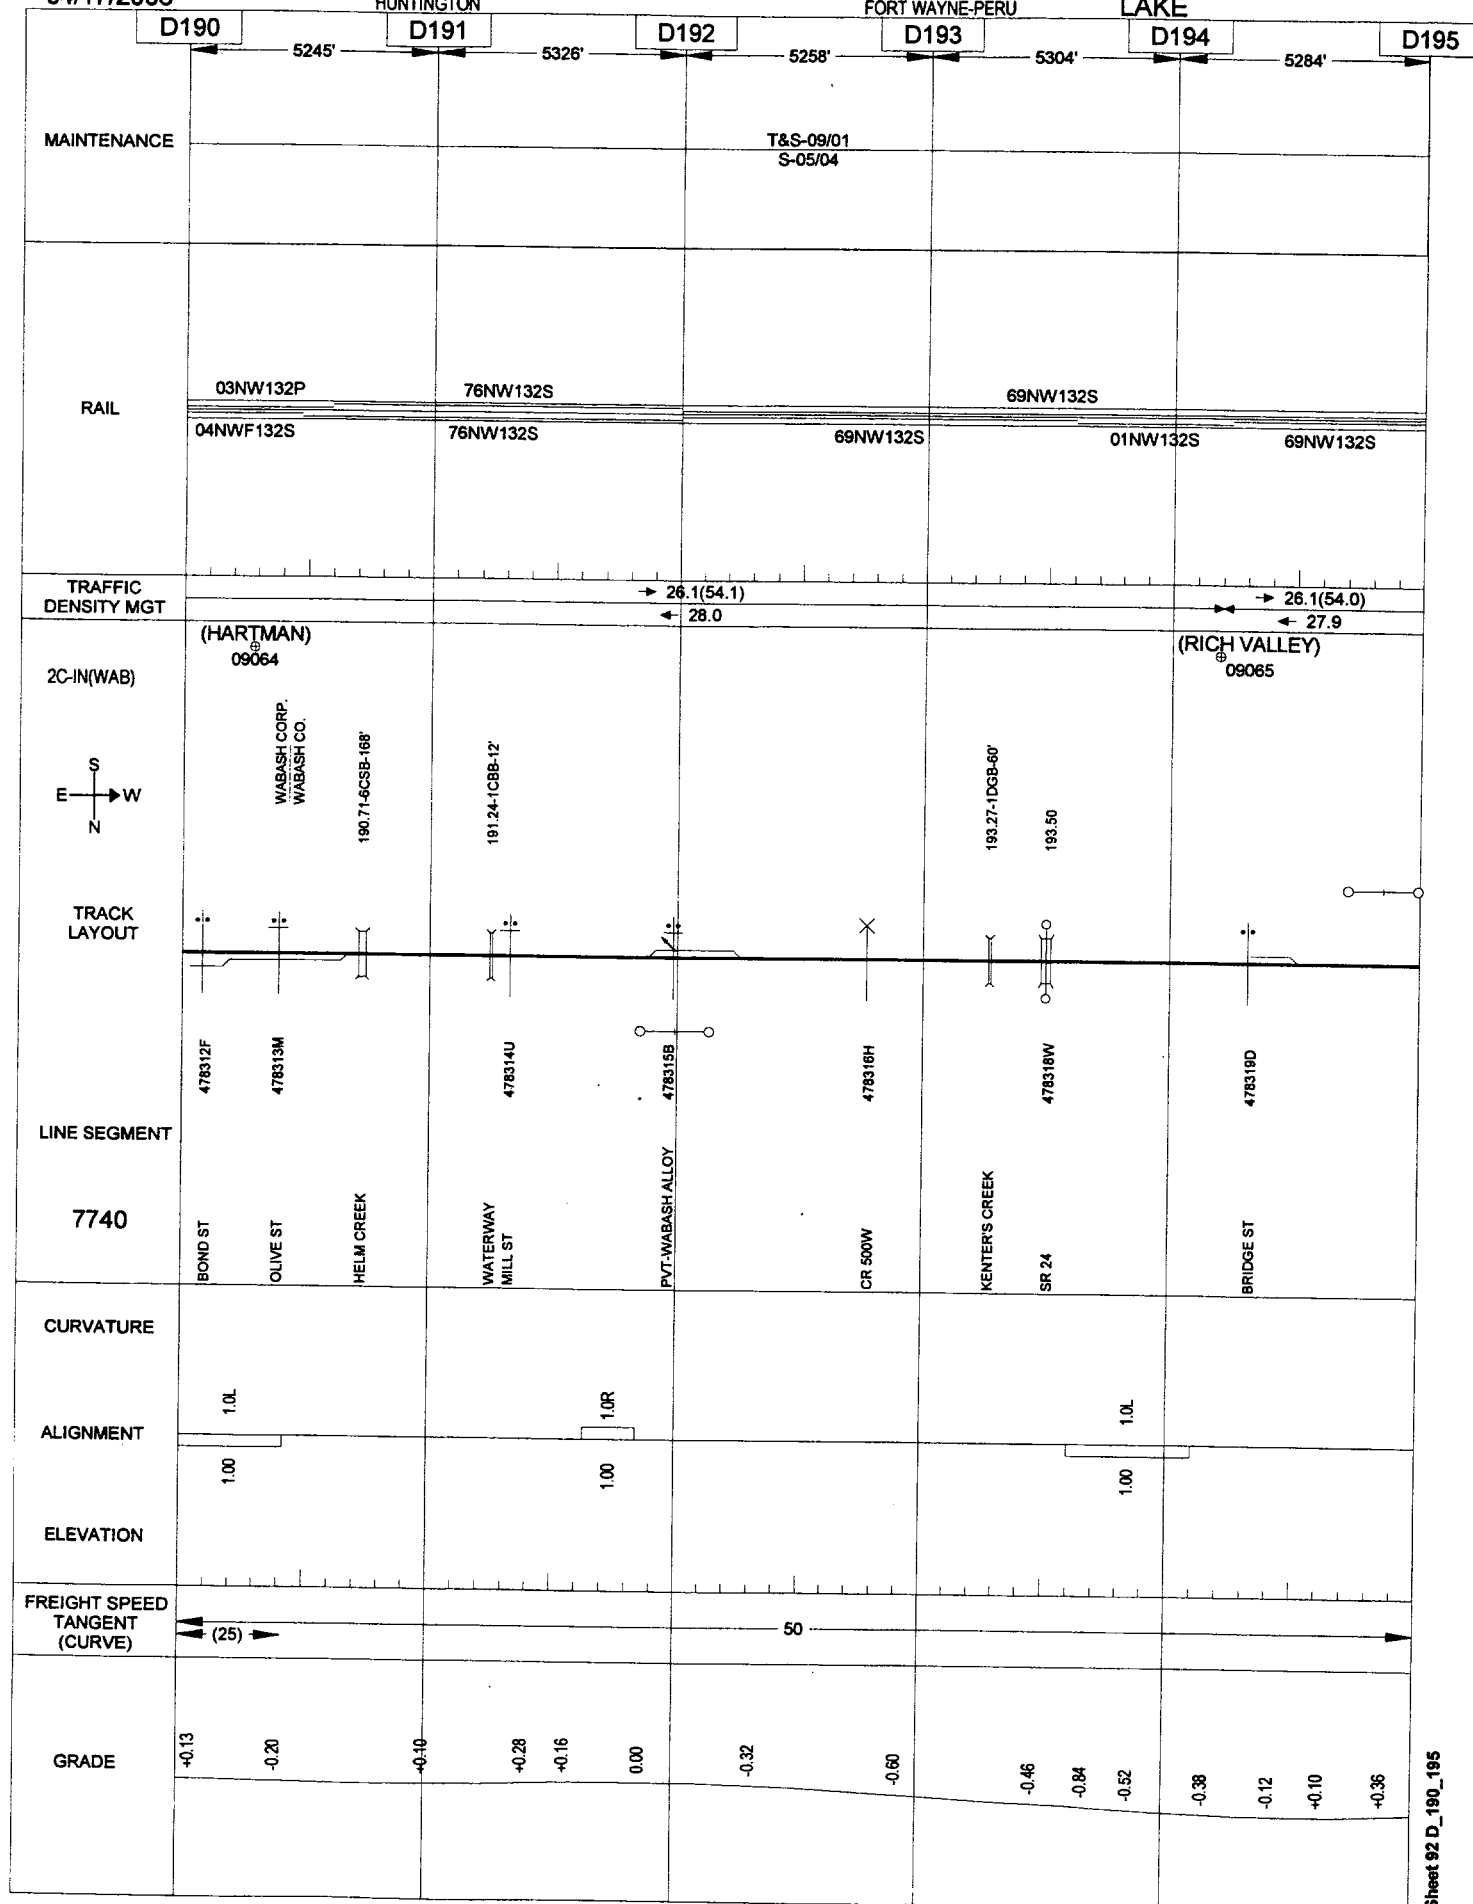 HUNTINGTON FORT WAYNE-PERU LAKE
D190 D191 D192 D193 D194 D195
5245' 5326' 5258' 5304' 5284'
MAINTENANCE
T&S-09/01
S-05/04
RAIL
03NW132P 76NW132S 69NW132S
04NWF132S 76NW132S 69NW132S 01NW132S 69NW132S
TRAFFIC
DENSITY MGT
26.1(54.1) 26.1(54.0)
28.0 27.9
(HARTMAN) (RICH VALLEY)
09064 09065
2C-IN(WAB)
WABASH CORP.
WABASH CO.
190.71-6CSB-168'
191.24-1CBB-12'
193.27-1DGB-60'
193.50
S
E W
N
TRACK
LAYOUT
478312F
478313M
478314U
478315B
478316H
478318W
478319D
LINE SEGMENT
7740
BOND ST
OLIVE ST
HELM CREEK
WATERWAY
MILL ST
PVT-WABASH ALLOY
CR 500W
KENTER'S CREEK
SR 24
BRIDGE ST
CURVATURE
1.0L 1.0R 1.0L
ALIGNMENT
1.00 1.00 1.00
ELEVATION
FREIGHT SPEED
TANGENT
(CURVE)
(25) 50
GRADE
+0.13 -0.20 +0.10 +0.28 +0.16 0.00 -0.32 -0.60 -0.46 -0.84 -0.52 -0.38 -0.12 +0.10 +0.36
Sheet 92 D_190_195